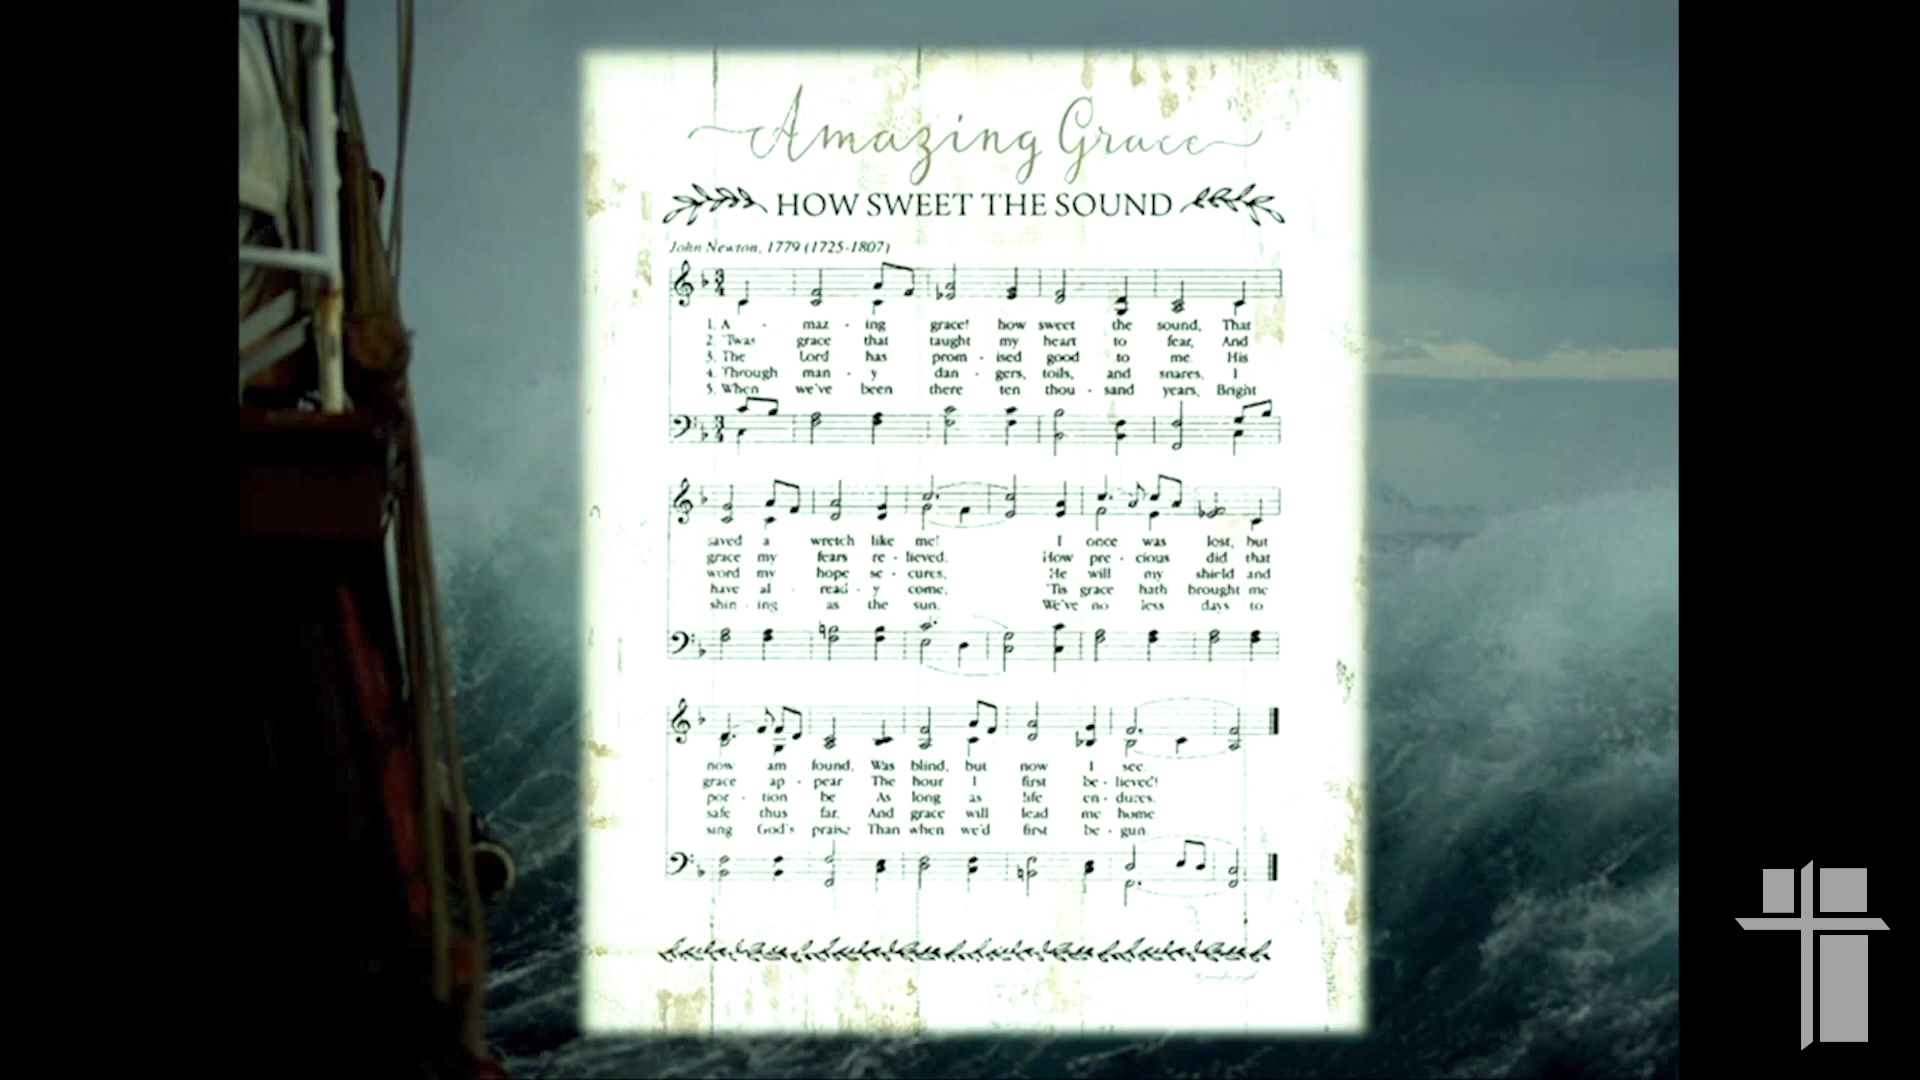 Amazing Grace
HOW SWEET THE SOUND
John Newton, 1779 (1725-1807)
1. A - maz - ing grace! how sweet the sound, That
2. 'Twas grace that taught my heart to fear, And
3. The Lord has prom - ised good to me. His
4. Through man - y dan - gers, toils, and snares, I
5. When we've been there ten thou - sand years, Bright
saved a wretch like me! I once was lost, but
grace my fears re - lieved. How pre - cious did that
word my hope se - cures, He will my shield and
have al - read - y come, 'Tis grace hath brought me
shin - ing as the sun. We've no less days to
now am found, Was blind, but now I see.
grace ap - pear The hour I first be - lieved!
por - tion be As long as life en - dures.
safe thus far, And grace will lead me home.
sing God's praise Than when we'd first be - gun.